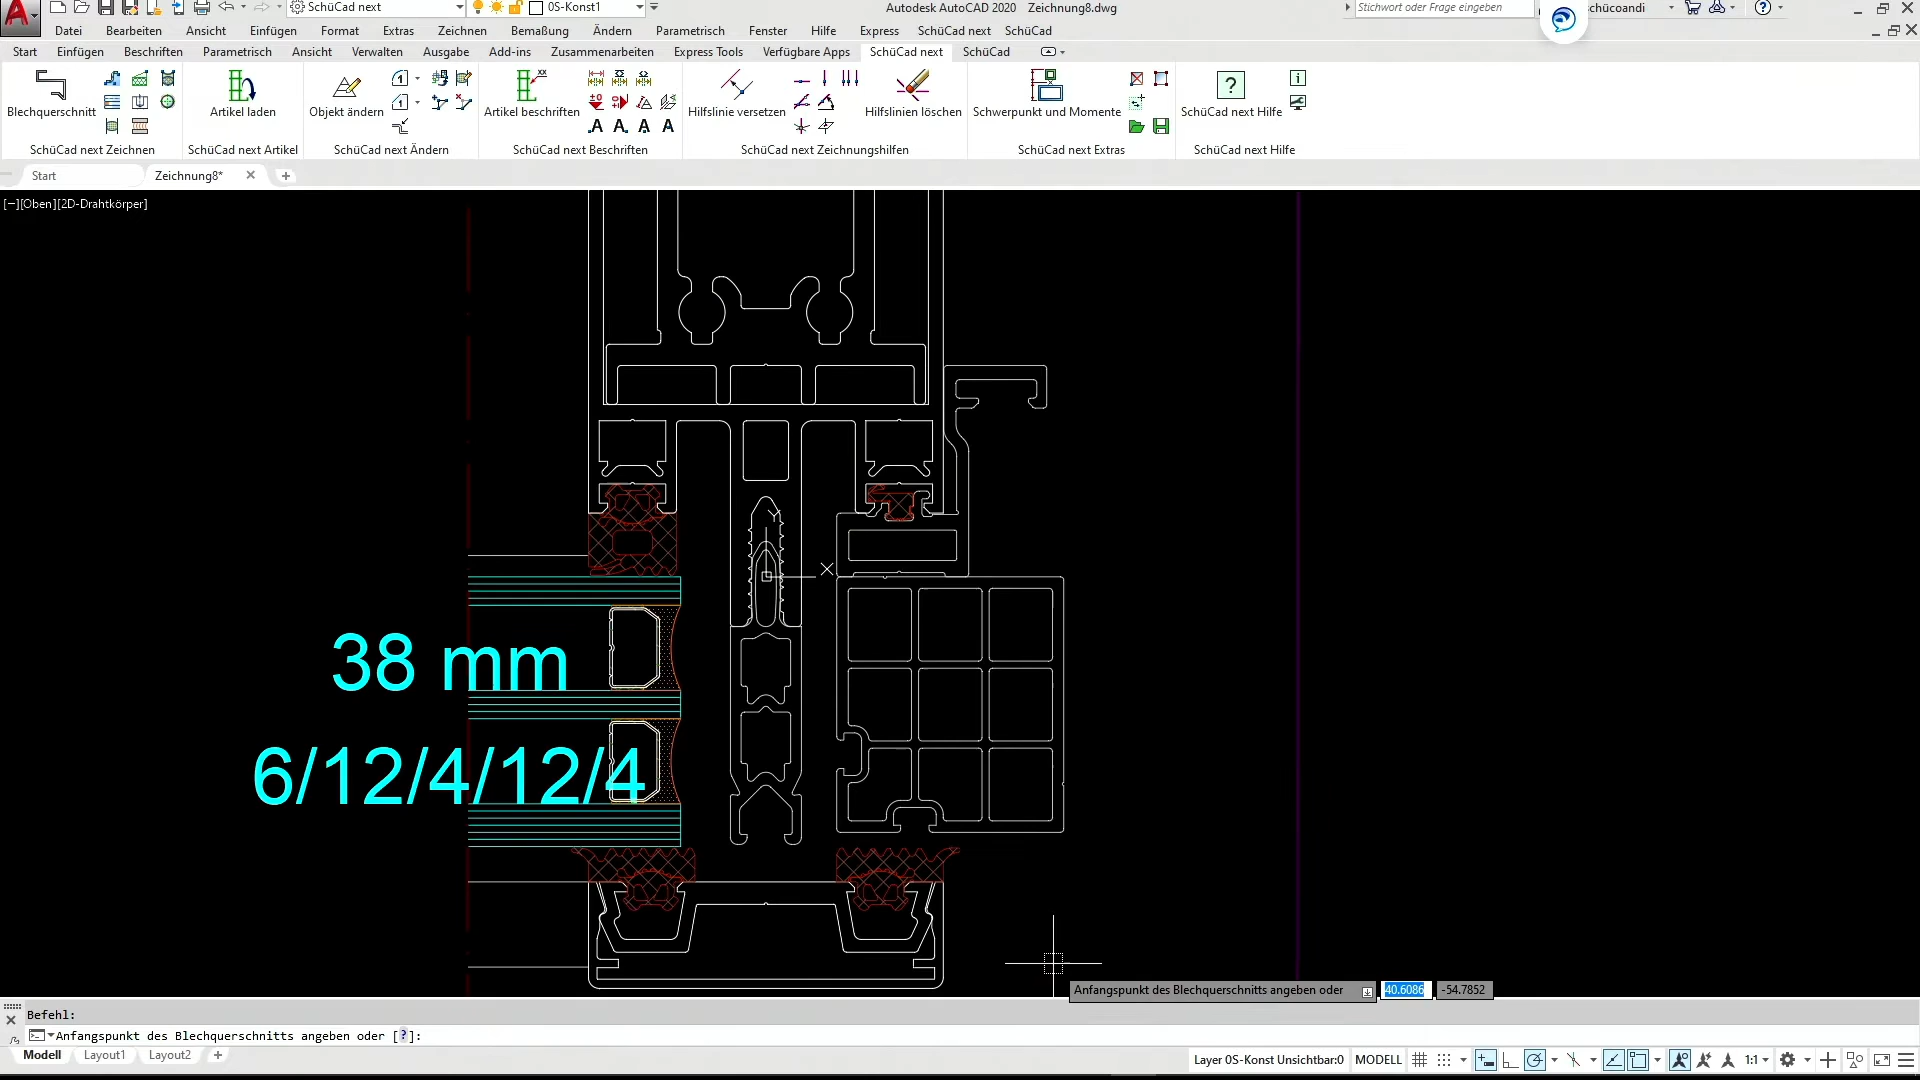 SchüCad next
0S-Konst1
Autodesk AutoCAD 2020
Zeichnung8.dwg
Stichwort oder Frage eingeben
schücoandi
Datei
Bearbeiten
Ansicht
Einfügen
Format
Extras
Zeichnen
Bemaßung
Ändern
Parametrisch
Fenster
Hilfe
Express
SchüCad next
SchüCad
Start
Einfügen
Beschriften
Parametrisch
Ansicht
Verwalten
Ausgabe
Add-ins
Zusammenarbeiten
Express Tools
Verfügbare Apps
SchüCad next
SchüCad
Blechquerschnitt
Artikel laden
Objekt ändern
Artikel beschriften
Hilfslinie versetzen
Hilfslinien löschen
Schwerpunkt und Momente
SchüCad next Hilfe
SchüCad next Zeichnen
SchüCad next Artikel
SchüCad next Ändern
SchüCad next Beschriften
SchüCad next Zeichnungshilfen
SchüCad next Extras
SchüCad next Hilfe
Start
Zeichnung8*
[−][Oben][2D-Drahtkörper]
38 mm
6/12/4/12/4
Anfangspunkt des Blechquerschnitts angeben oder
40.6086
-54.7852
Befehl:
Anfangspunkt des Blechquerschnitts angeben oder [?]:
Modell
Layout1
Layout2
Layer 0S-Konst Unsichtbar:0
MODELL
1:1